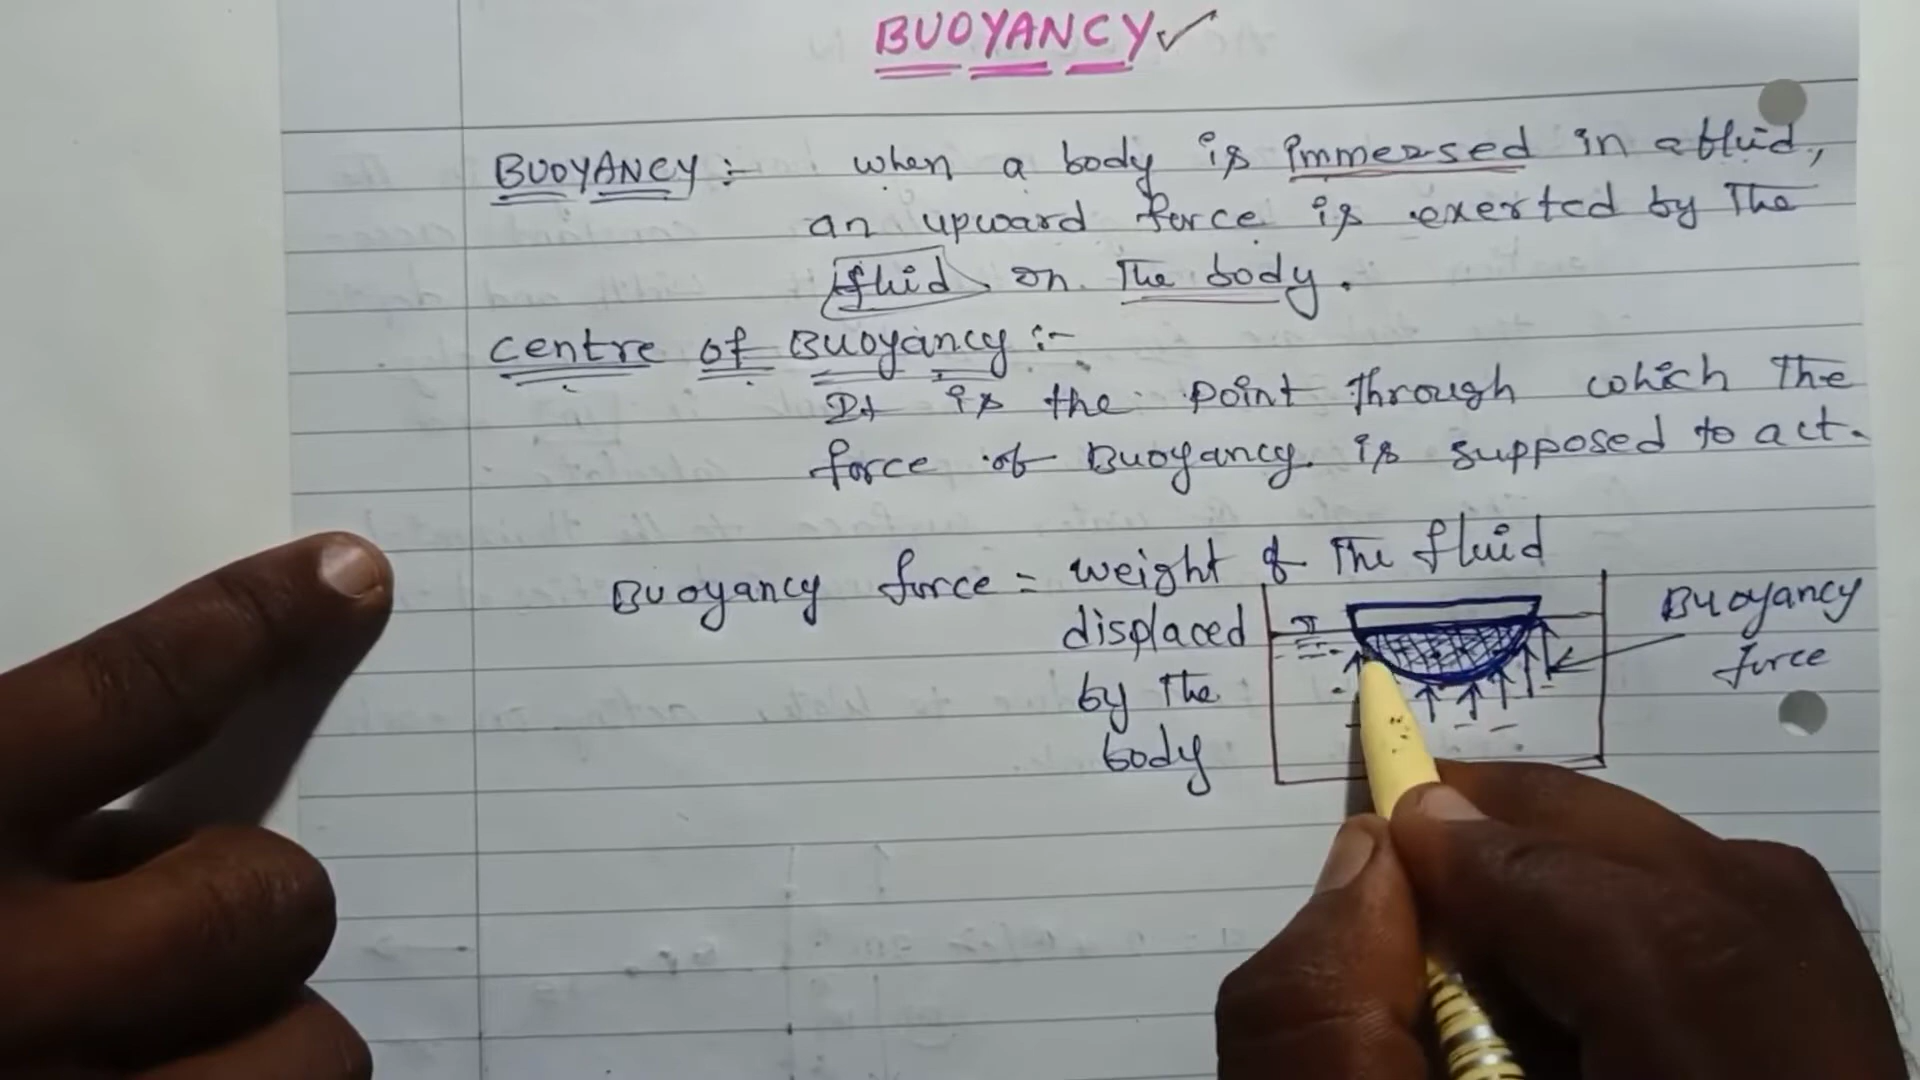 BUOYANCY
BUOYANCY :- when a body is immersed in a fluid,
an upward force is exerted by The
fluid on The body.
Centre of Buoyancy :-
It is the point through which The
force of Buoyancy is supposed to act.
Buoyancy force = weight of The fluid
displaced
by The
body
Buoyancy
force